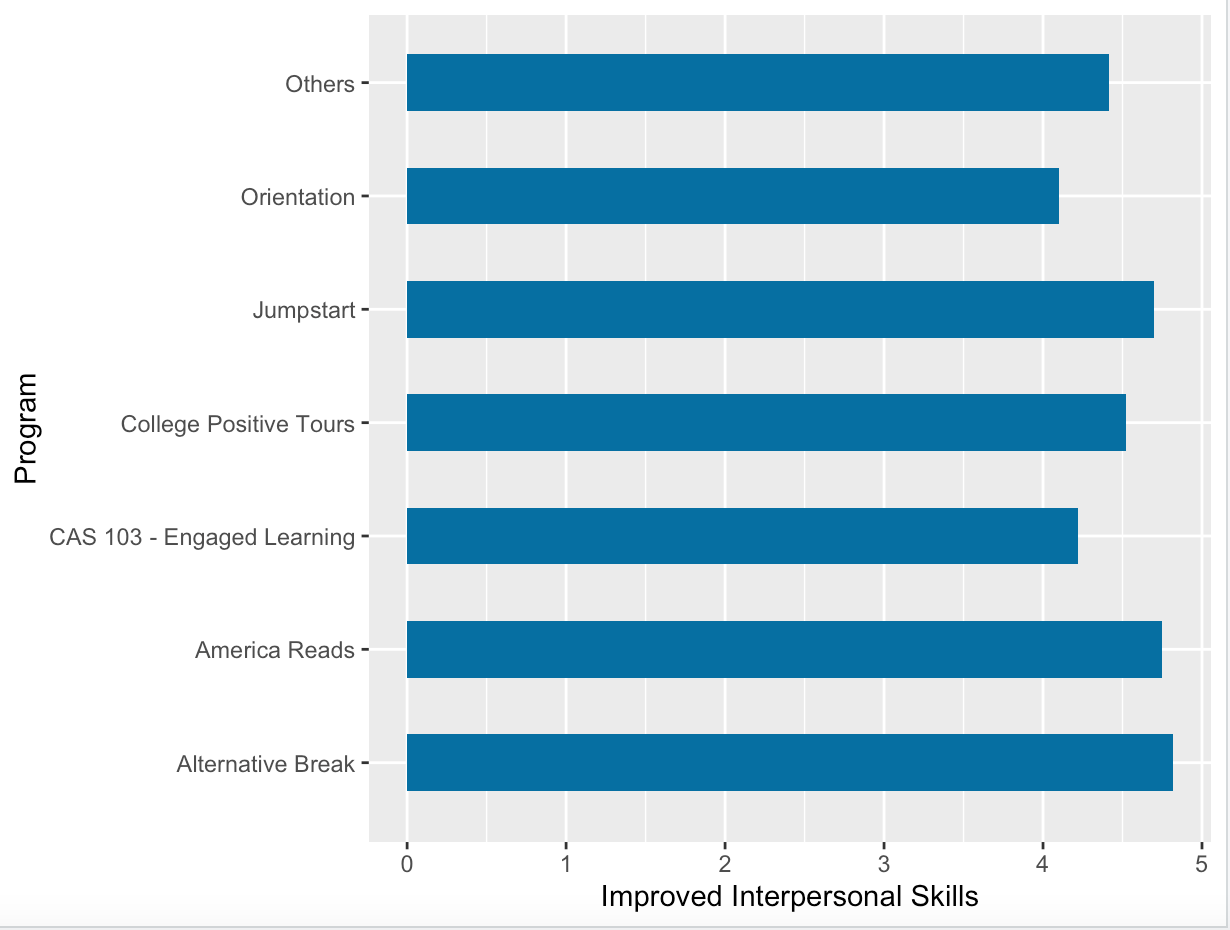 Others
Orientation
Jumpstart
College Positive Tours
CAS 103 - Engaged Learning
America Reads
Alternative Break
Program
0 1 2 3 4 5
Improved Interpersonal Skills